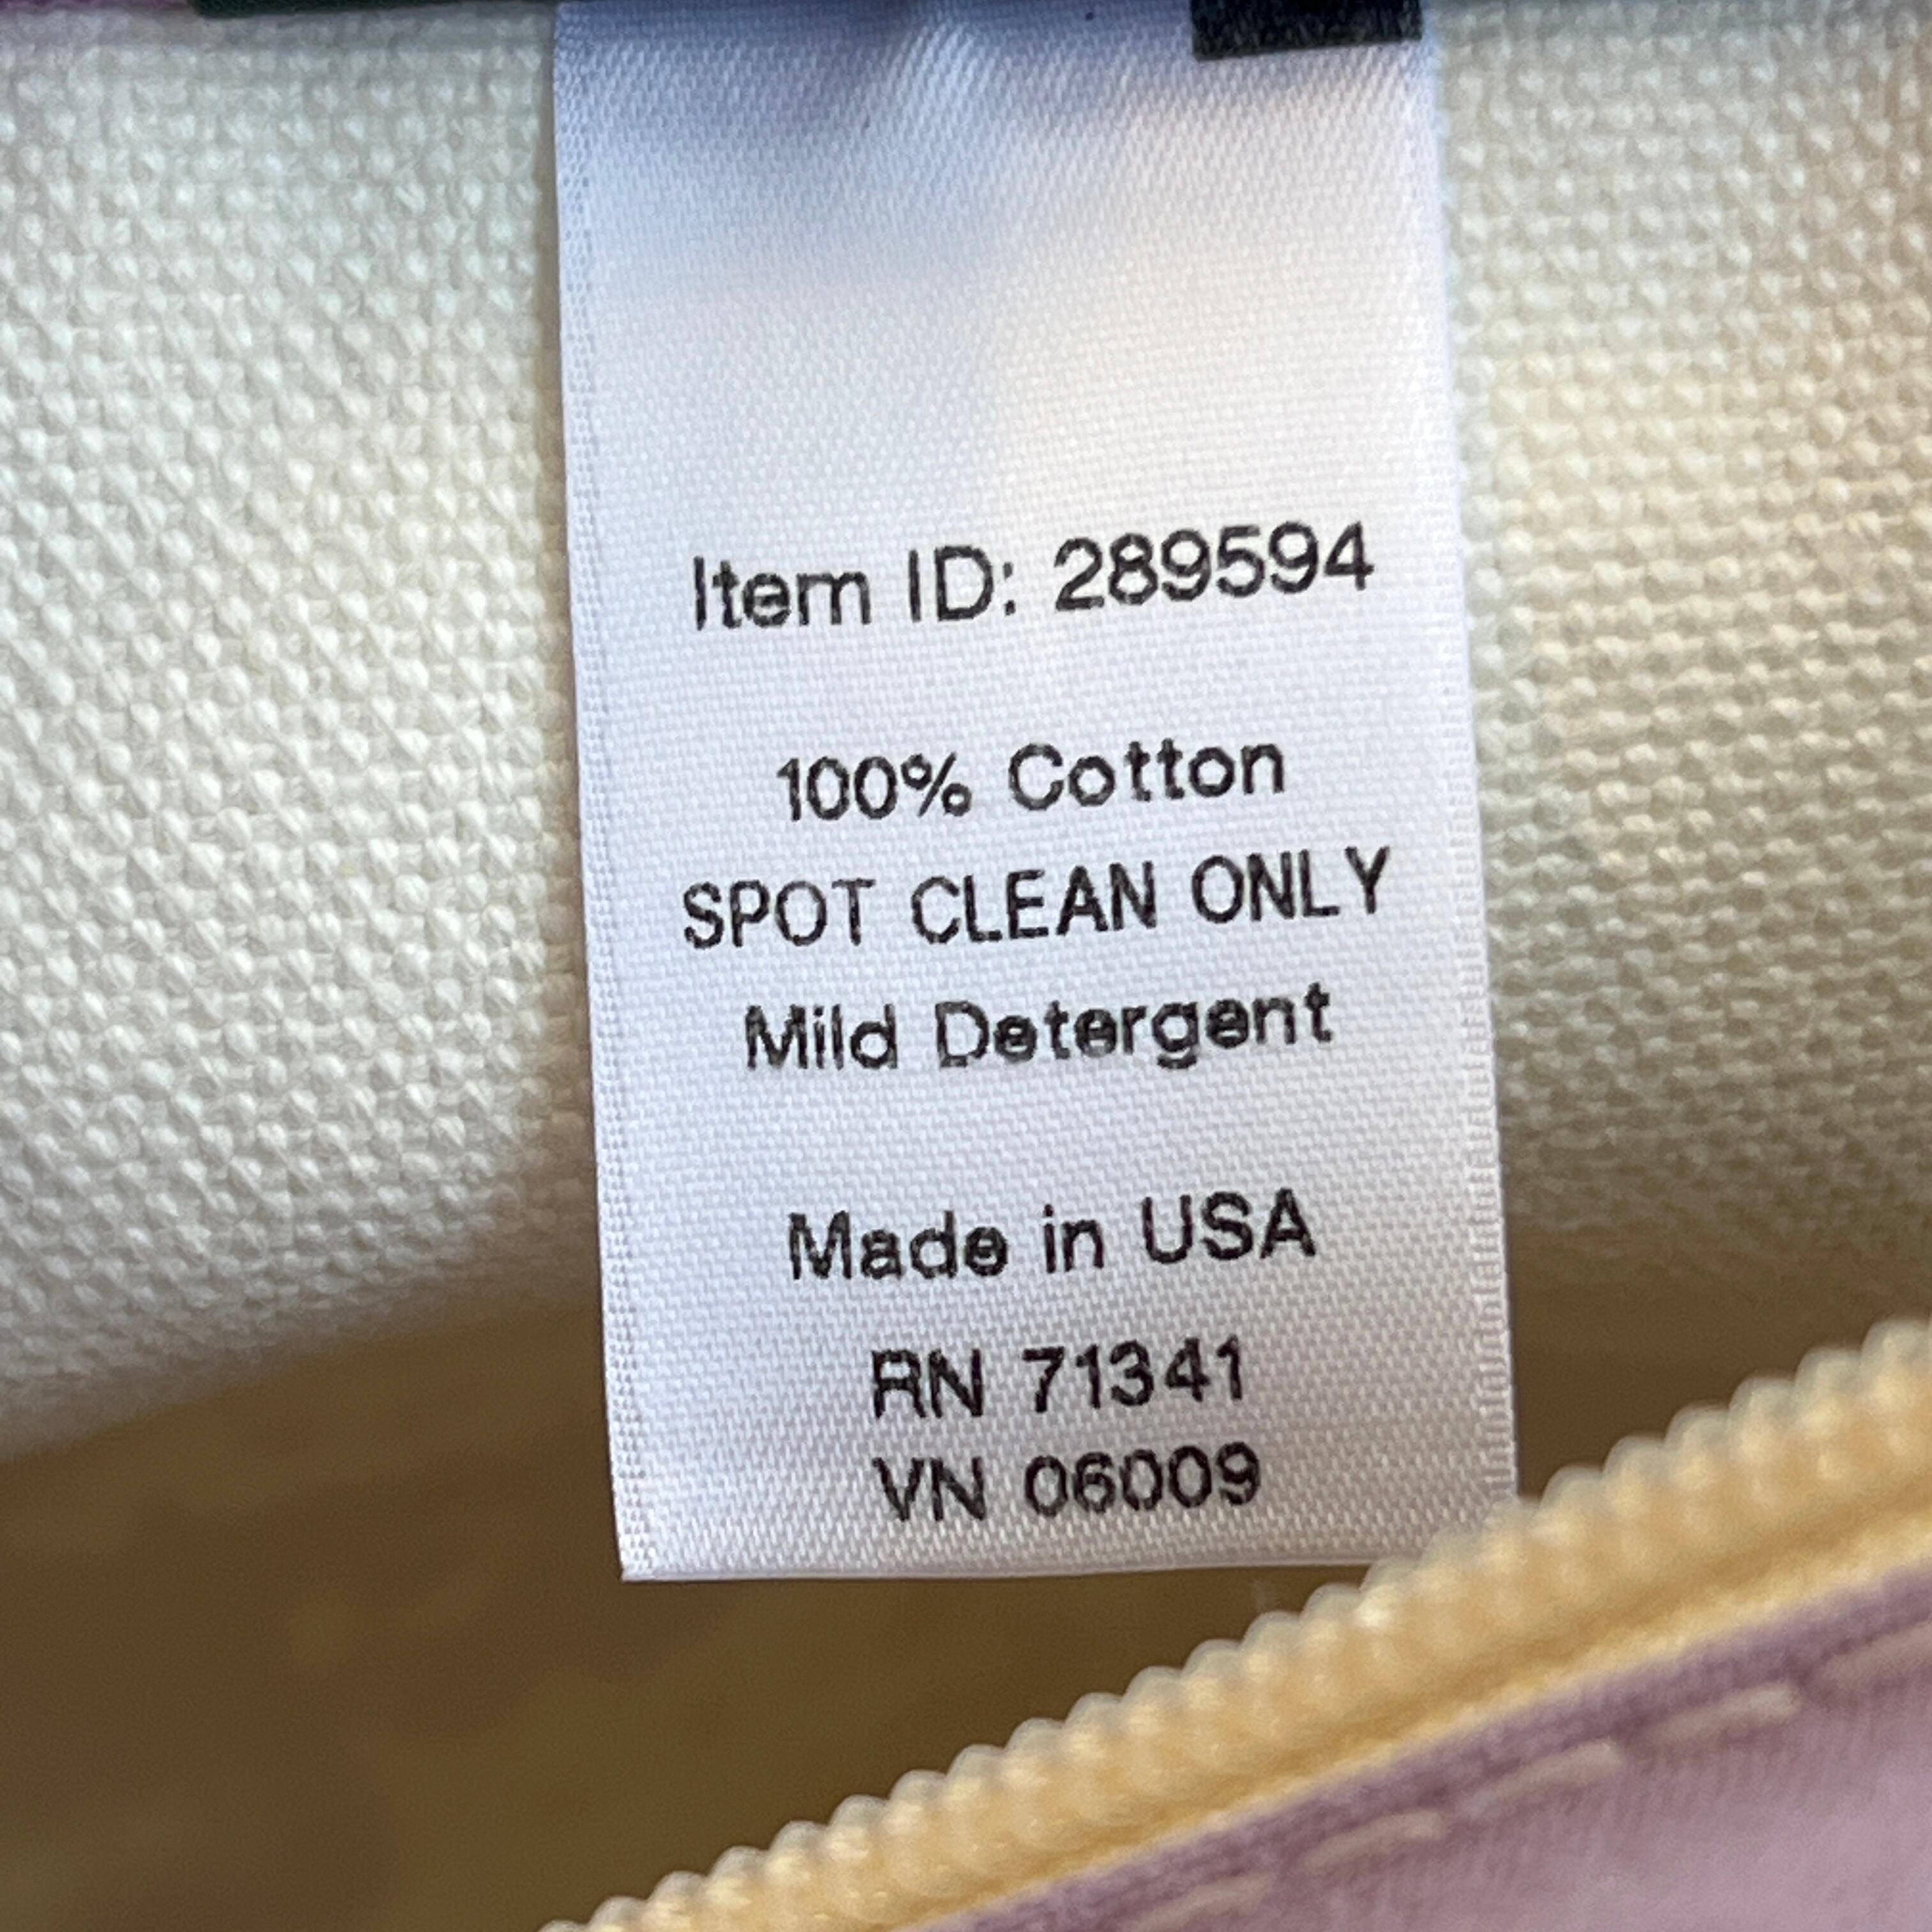 Item ID: 289594
100% Cotton
SPOT CLEAN ONLY
Mild Detergent
Made in USA
RN 71341
VN 06009